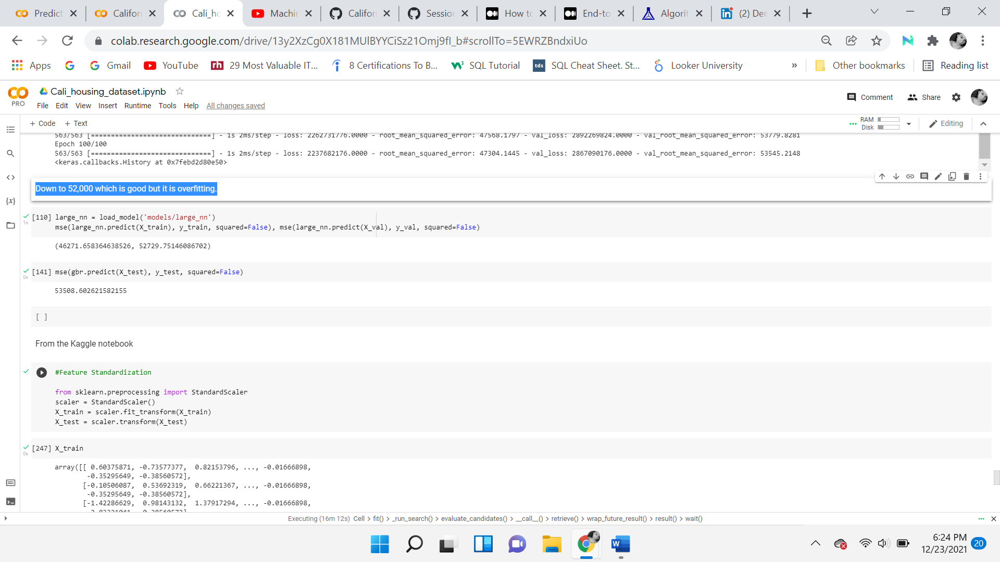 Predict
Califor
Cali_ho
Machin
Califor
Session
How to
End-to
Algorit
(2) Der
colab.research.google.com/drive/13y2XzCg0X181MUlBYYCiSz21Omj9fI_b#scrollTo=5EWRZBndxiUo
Apps
Gmail
YouTube
29 Most Valuable IT...
8 Certifications To B...
SQL Tutorial
tds SQL Cheat Sheet. St...
Looker University
»
Other bookmarks
Reading list
Cali_housing_dataset.ipynb
PRO
File Edit View Insert Runtime Tools Help All changes saved
Comment
Share
+ Code + Text
RAM
Disk
Editing
563/563 [==============================] - 1s 2ms/step - loss: 2262731776.0000 - root_mean_squared_error: 47568.1797 - val_loss: 2892269824.0000 - val_root_mean_squared_error: 53779.8281
Epoch 100/100
563/563 [==============================] - 1s 2ms/step - loss: 2237682176.0000 - root_mean_squared_error: 47304.1445 - val_loss: 2867090176.0000 - val_root_mean_squared_error: 53545.2148
<keras.callbacks.History at 0x7febd2d80e50>
Down to 52,000 which is good but it is overfitting.
[110] large_nn = load_model('models/large_nn')
1s
mse(large_nn.predict(X_train), y_train, squared=False), mse(large_nn.predict(X_val), y_val, squared=False)
(46271.658364638526, 52729.75146086702)
[141] mse(gbr.predict(X_test), y_test, squared=False)
0s
53508.602621582155
[ ]
From the Kaggle notebook
#Feature Standardization
from sklearn.preprocessing import StandardScaler
scaler = StandardScaler()
X_train = scaler.fit_transform(X_train)
X_test = scaler.transform(X_test)
[247] X_train
0s
array([[ 0.60375871, -0.73577377, 0.82153796, ..., -0.01666898,
-0.35295649, -0.38560572],
[-0.10506087, 0.53692319, 0.66221367, ..., -0.01666898,
-0.35295649, -0.38560572],
[-1.42286629, 0.98143132, 1.37917294, ..., -0.01666898,
Executing (16m 12s) Cell > fit() > _run_search() > evaluate_candidates() > __call__() > retrieve() > wrap_future_result() > result() > wait()
6:24 PM
12/23/2021
20